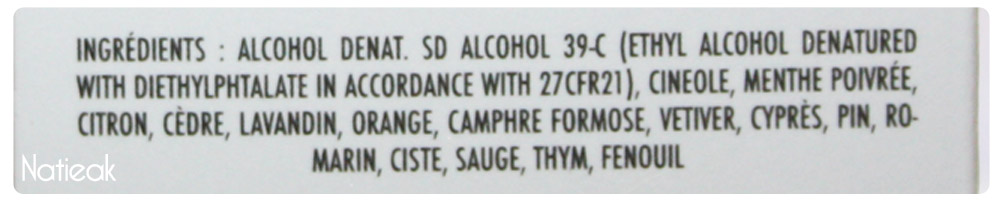 INGRÉDIENTS : ALCOHOL DENAT. SD ALCOHOL 39-C (ETHYL ALCOHOL DENATURED
WITH DIETHYLPHTALATE IN ACCORDANCE WITH 27CFR21), CINEOLE, MENTHE POIVRÉE,
CITRON, CÈDRE, LAVANDIN, ORANGE, CAMPHRE FORMOSE, VETIVER, CYPRÈS, PIN, RO-
MARIN, CISTE, SAUGE, THYM, FENOUIL
Natieak